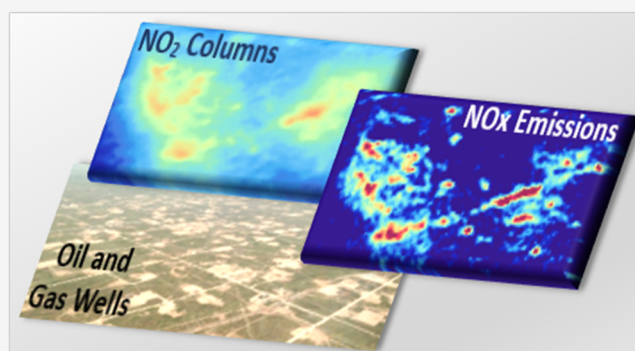 NO₂ Columns
NOx Emissions
Oil and
Gas Wells